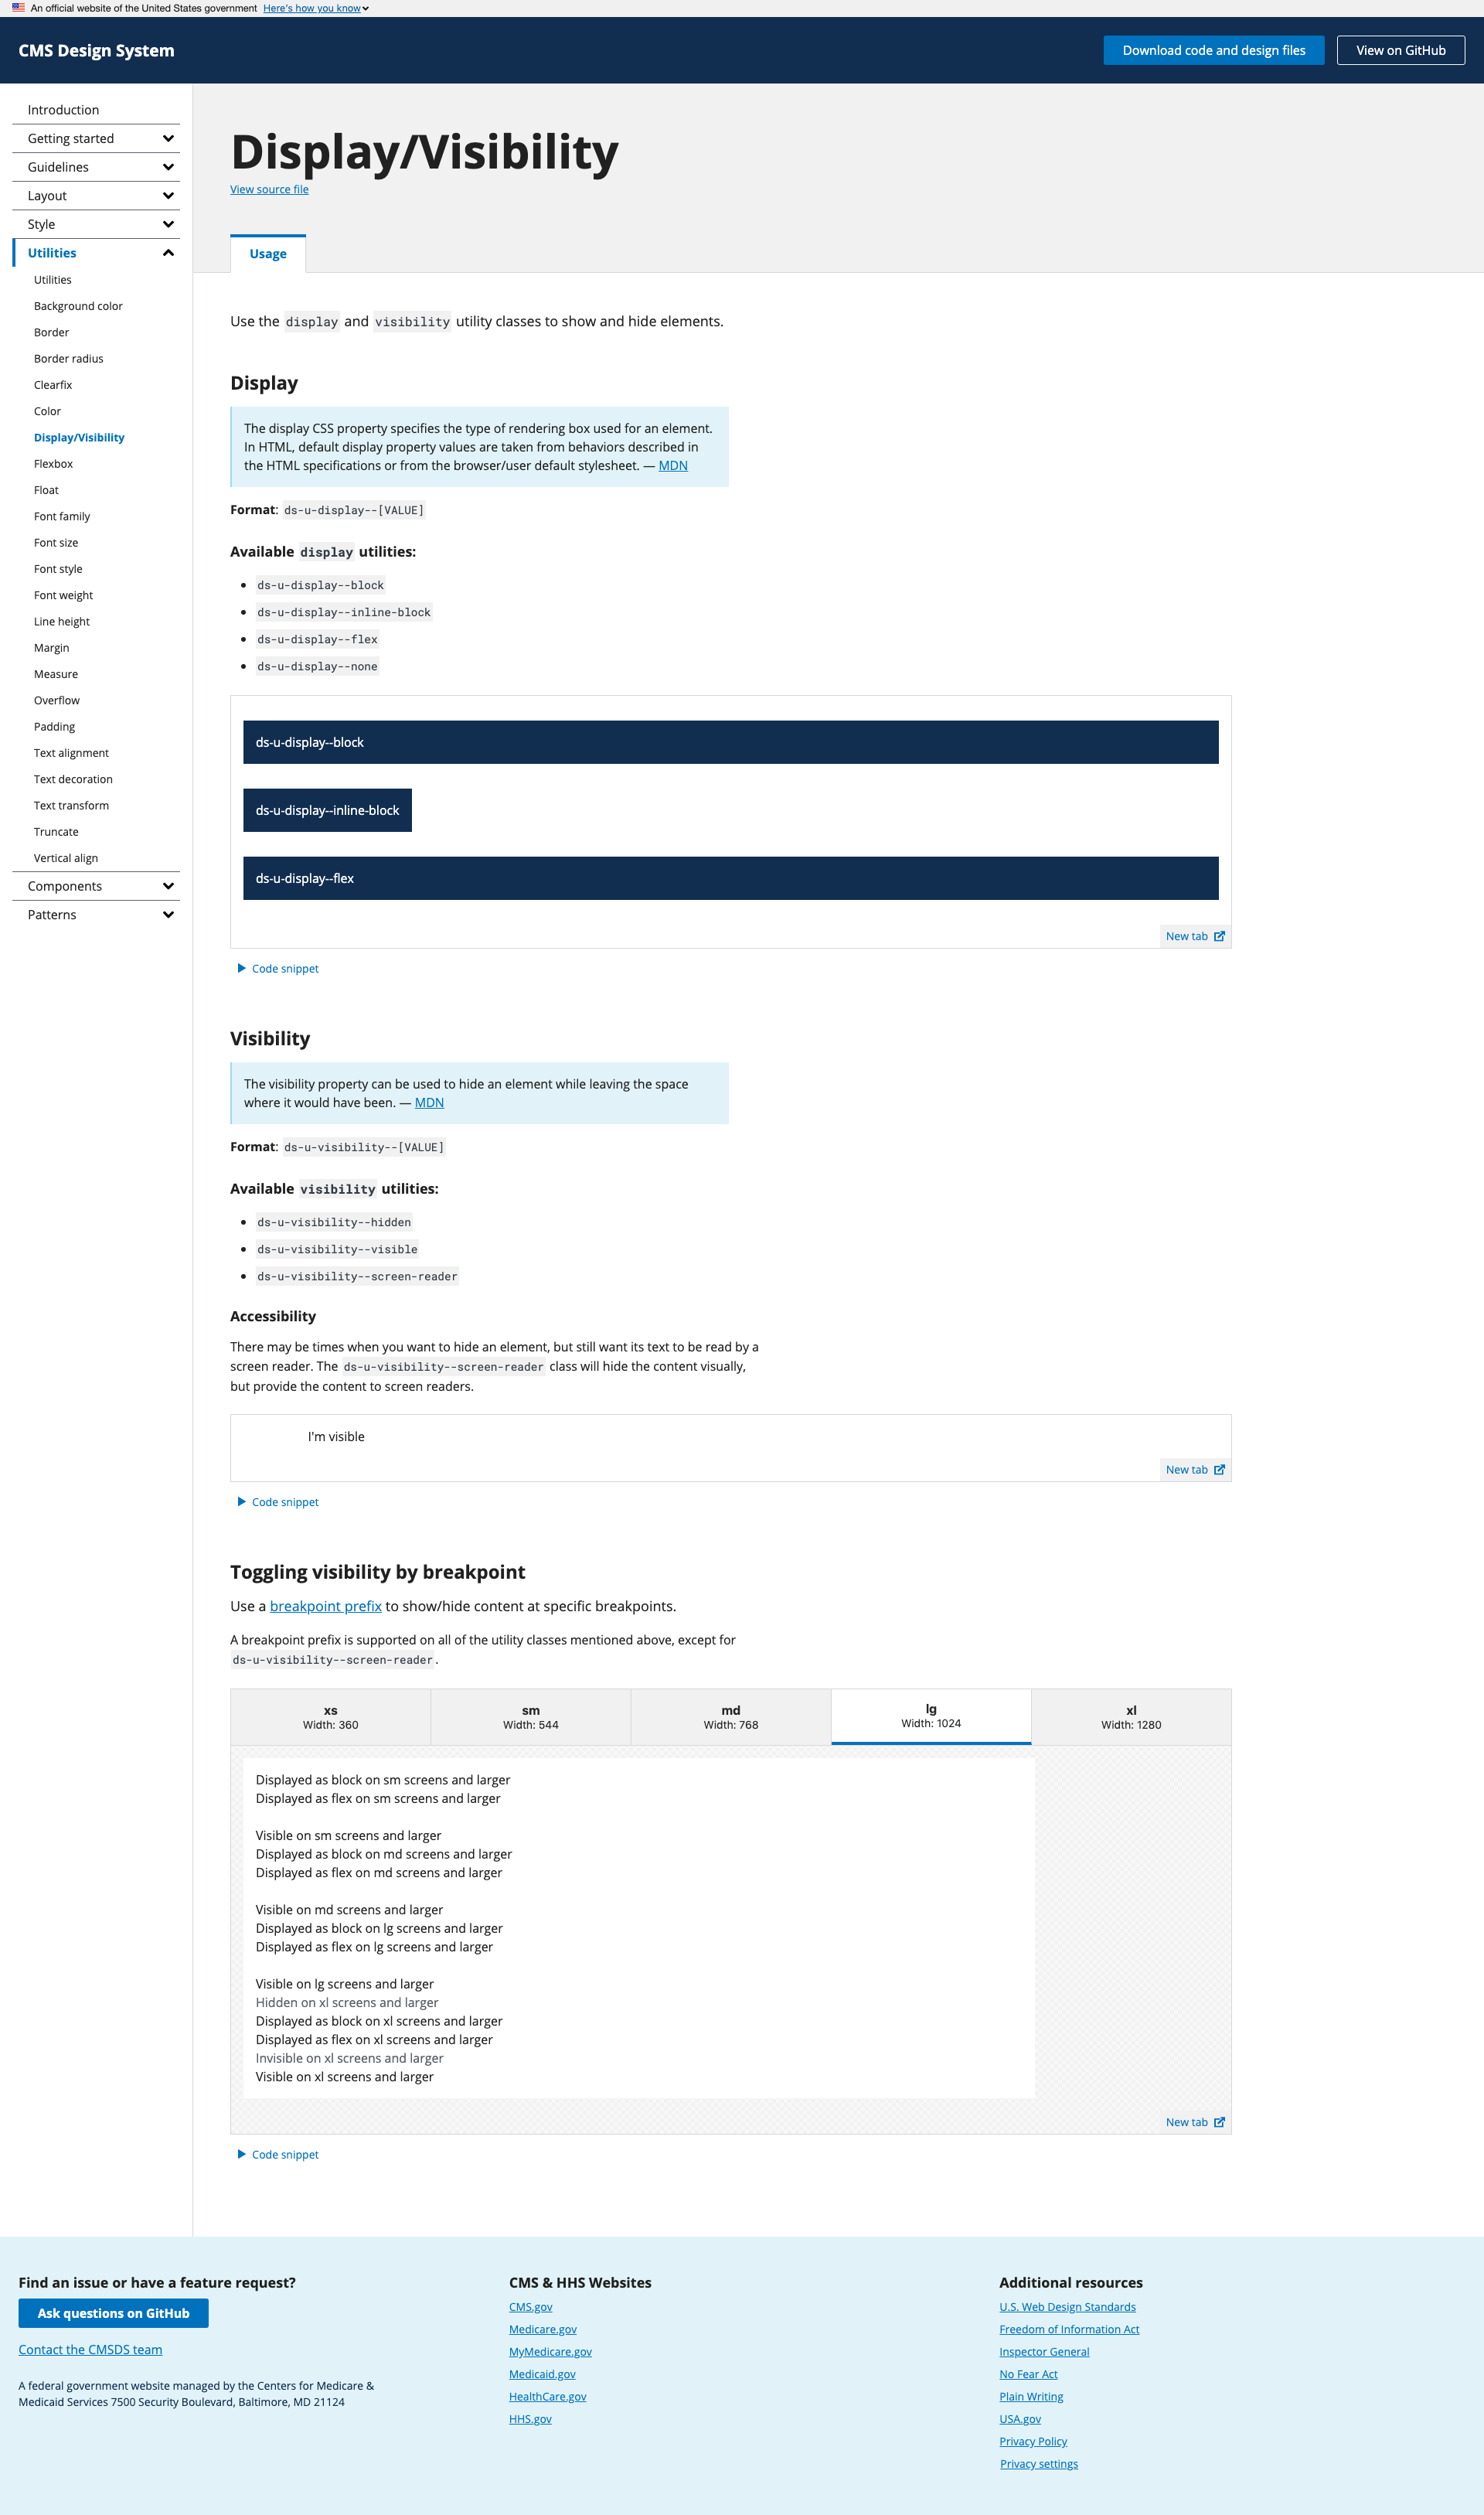 An official website of the United States government Here's how you know
CMS Design System
Download code and design files
View on GitHub
Introduction
Getting started
Guidelines
Layout
Style
Utilities
Utilities
Background color
Border
Border radius
Clearfix
Color
Display/Visibility
Flexbox
Float
Font family
Font size
Font style
Font weight
Line height
Margin
Measure
Overflow
Padding
Text alignment
Text decoration
Text transform
Truncate
Vertical align
Components
Patterns
Display/Visibility
View source file
Usage
Use the display and visibility utility classes to show and hide elements.
Display
The display CSS property specifies the type of rendering box used for an element.
In HTML, default display property values are taken from behaviors described in
the HTML specifications or from the browser/user default stylesheet. — MDN
Format: ds-u-display--[VALUE]
Available display utilities:
ds-u-display--block
ds-u-display--inline-block
ds-u-display--flex
ds-u-display--none
ds-u-display--block
ds-u-display--inline-block
ds-u-display--flex
New tab
Code snippet
Visibility
The visibility property can be used to hide an element while leaving the space
where it would have been. — MDN
Format: ds-u-visibility--[VALUE]
Available visibility utilities:
ds-u-visibility--hidden
ds-u-visibility--visible
ds-u-visibility--screen-reader
Accessibility
There may be times when you want to hide an element, but still want its text to be read by a
screen reader. The ds-u-visibility--screen-reader class will hide the content visually,
but provide the content to screen readers.
I'm visible
New tab
Code snippet
Toggling visibility by breakpoint
Use a breakpoint prefix to show/hide content at specific breakpoints.
A breakpoint prefix is supported on all of the utility classes mentioned above, except for
ds-u-visibility--screen-reader.
xs
Width: 360
sm
Width: 544
md
Width: 768
lg
Width: 1024
xl
Width: 1280
Displayed as block on sm screens and larger
Displayed as flex on sm screens and larger
Visible on sm screens and larger
Displayed as block on md screens and larger
Displayed as flex on md screens and larger
Visible on md screens and larger
Displayed as block on lg screens and larger
Displayed as flex on lg screens and larger
Visible on lg screens and larger
Hidden on xl screens and larger
Displayed as block on xl screens and larger
Displayed as flex on xl screens and larger
Invisible on xl screens and larger
Visible on xl screens and larger
New tab
Code snippet
Find an issue or have a feature request?
Ask questions on GitHub
Contact the CMSDS team
A federal government website managed by the Centers for Medicare &
Medicaid Services 7500 Security Boulevard, Baltimore, MD 21124
CMS & HHS Websites
CMS.gov
Medicare.gov
MyMedicare.gov
Medicaid.gov
HealthCare.gov
HHS.gov
Additional resources
U.S. Web Design Standards
Freedom of Information Act
Inspector General
No Fear Act
Plain Writing
USA.gov
Privacy Policy
Privacy settings